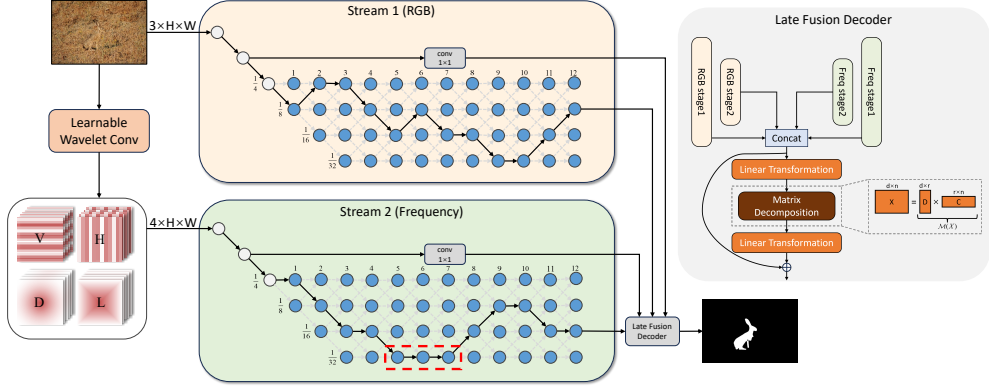 Stream 1 (RGB)
3×H×W
conv
1×1
1 2 3 4 5 6 7 8 9 10 11 12
1/4
1/8
1/16
1/32
Learnable
Wavelet Conv
V
H
D
L
Stream 2 (Frequency)
4×H×W
conv
1×1
1 2 3 4 5 6 7 8 9 10 11 12
1/4
1/8
1/16
1/32
Late Fusion
Decoder
Late Fusion Decoder
RGB stage1
RGB stage2
Freq stage2
Freq stage1
Concat
Linear Transformation
Matrix
Decomposition
Linear Transformation
d×n d×r r×n
X = D × C
ℳ(X)